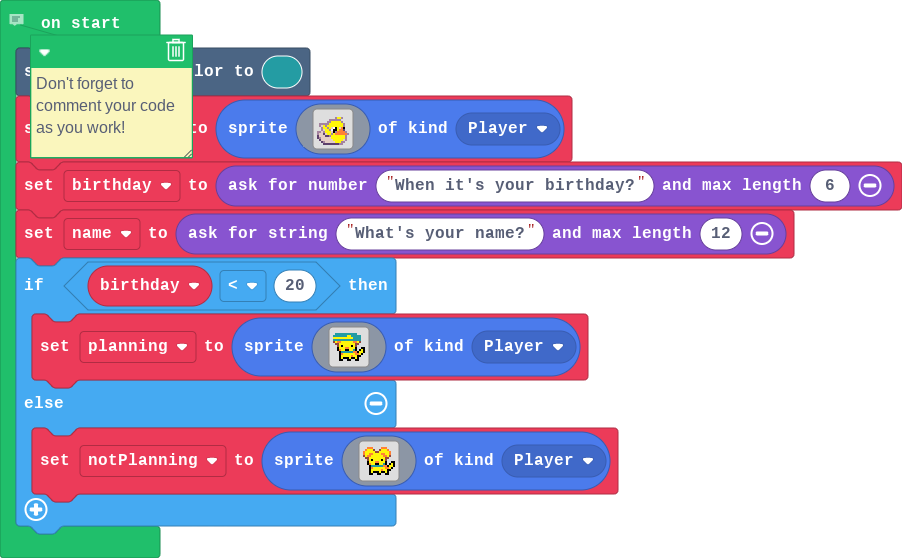 on start
Don't forget to
comment your code
as you work!
lor to
to sprite of kind Player
set birthday to ask for number "When it's your birthday?" and max length 6
set name to ask for string "What's your name?" and max length 12
if birthday < 20 then
set planning to sprite of kind Player
else
set notPlanning to sprite of kind Player